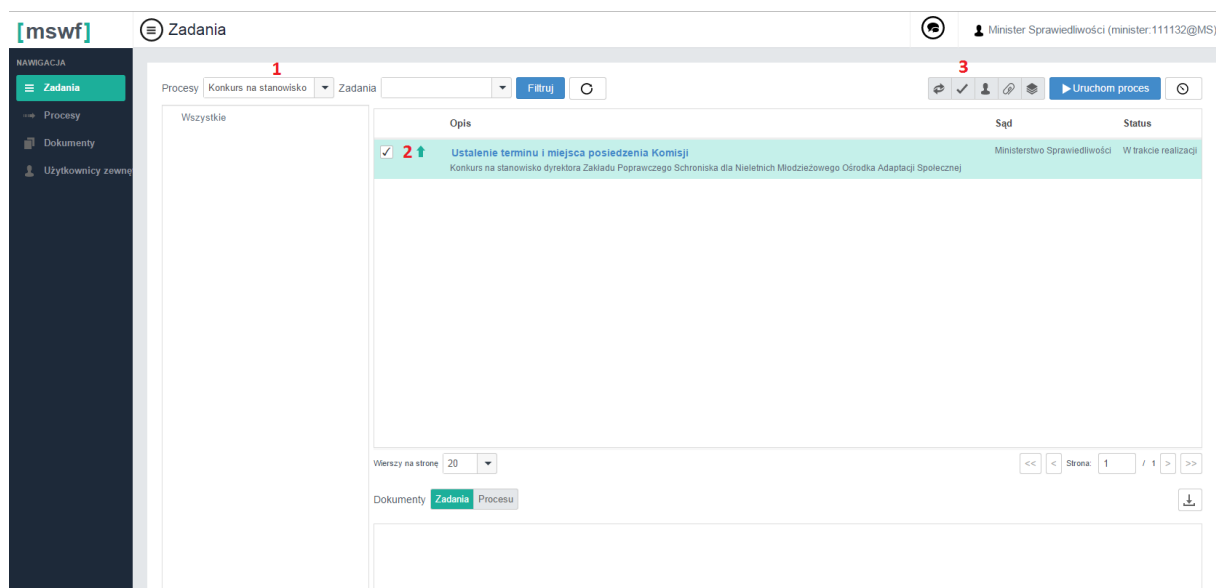 [mswf]
Zadania
Minister Sprawiedliwości (minister:111132@MS)
NAWIGACJA
Zadania
Procesy
Dokumenty
Użytkownicy zewnę
1
3
Procesy Konkurs na stanowisko Zadania Filtruj Uruchom proces
Wszystkie
Opis Sąd Status
2 Ustalenie terminu i miejsca posiedzenia Komisji Ministerstwo Sprawiedliwości W trakcie realizacji
Konkurs na stanowisko dyrektora Zakładu Poprawczego Schroniska dla Nieletnich Młodzieżowego Ośrodka Adaptacji Społecznej
Wierszy na stronę 20 << < Strona: 1 / 1 > >>
Dokumenty Zadania Procesu